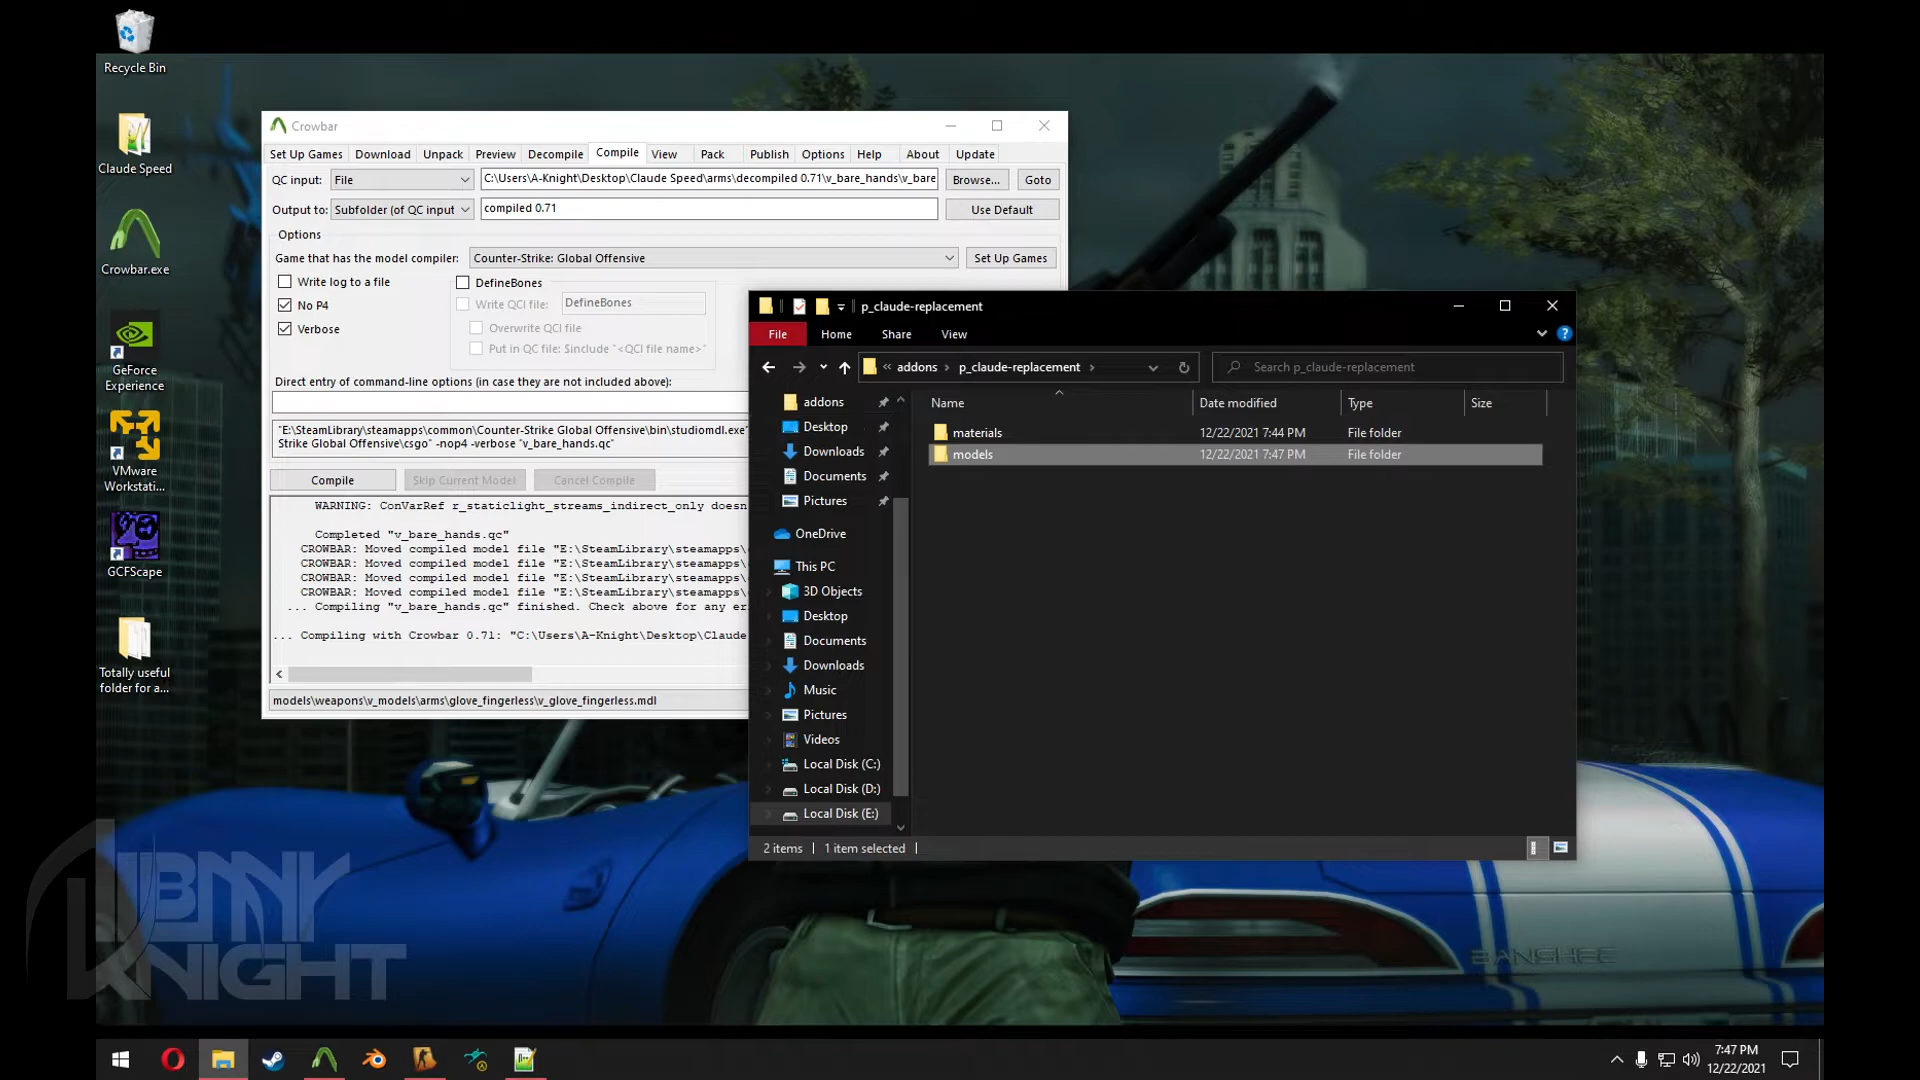 Recycle Bin
Claude Speed
Crowbar.exe
GeForce
Experience
VMware
Workstati...
GCFScape
Totally useful
folder for a...
Crowbar
Set Up Games
Download
Unpack
Preview
Decompile
Compile
View
Pack
Publish
Options
Help
About
Update
QC input:
File
C:\Users\A-Knight\Desktop\Claude Speed\arms\decompiled 0.71\v_bare_hands\v_bare
Browse...
Goto
Output to:
Subfolder (of QC input
compiled 0.71
Use Default
Options
Game that has the model compiler:
Counter-Strike: Global Offensive
Set Up Games
Write log to a file
DefineBones
No P4
Write QCI file:
DefineBones
Verbose
Overwrite QCI file
Put in QC file: $include "<QCI file name>"
Direct entry of command-line options (in case they are not included above):
"E:\SteamLibrary\steamapps\common\Counter-Strike Global Offensive\bin\studiomdl.exe"
Strike Global Offensive\csgo" -nop4 -verbose "v_bare_hands.qc"
Compile
Skip Current Model
Cancel Compile
WARNING: ConVarRef r_staticlight_streams_indirect_only doesn
Completed "v_bare_hands.qc"
CROWBAR: Moved compiled model file "E:\SteamLibrary\steamapps\
CROWBAR: Moved compiled model file "E:\SteamLibrary\steamapps\
CROWBAR: Moved compiled model file "E:\SteamLibrary\steamapps\
CROWBAR: Moved compiled model file "E:\SteamLibrary\steamapps\
... Compiling "v_bare_hands.qc" finished. Check above for any er
... Compiling with Crowbar 0.71: "C:\Users\A-Knight\Desktop\Claude
models\weapons\v_models\arms\glove_fingerless\v_glove_fingerless.mdl
p_claude-replacement
File
Home
Share
View
« addons › p_claude-replacement ›
Search p_claude-replacement
addons
Desktop
Downloads
Documents
Pictures
OneDrive
This PC
3D Objects
Desktop
Documents
Downloads
Music
Pictures
Videos
Local Disk (C:)
Local Disk (D:)
Local Disk (E:)
Name
Date modified
Type
Size
materials
12/22/2021 7:44 PM
File folder
models
12/22/2021 7:47 PM
File folder
2 items
1 item selected
BANSHEE
KNIGHT
7:47 PM
12/22/2021